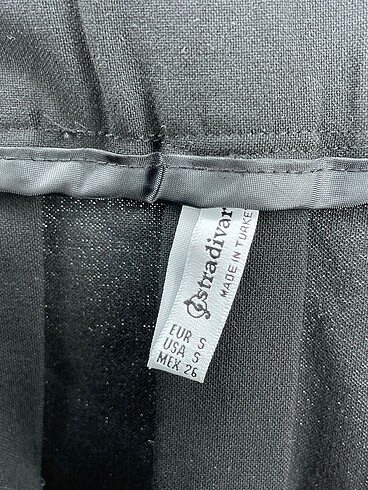 stradivar
MADE IN TURKE
EUR S
USA S
MEX 26